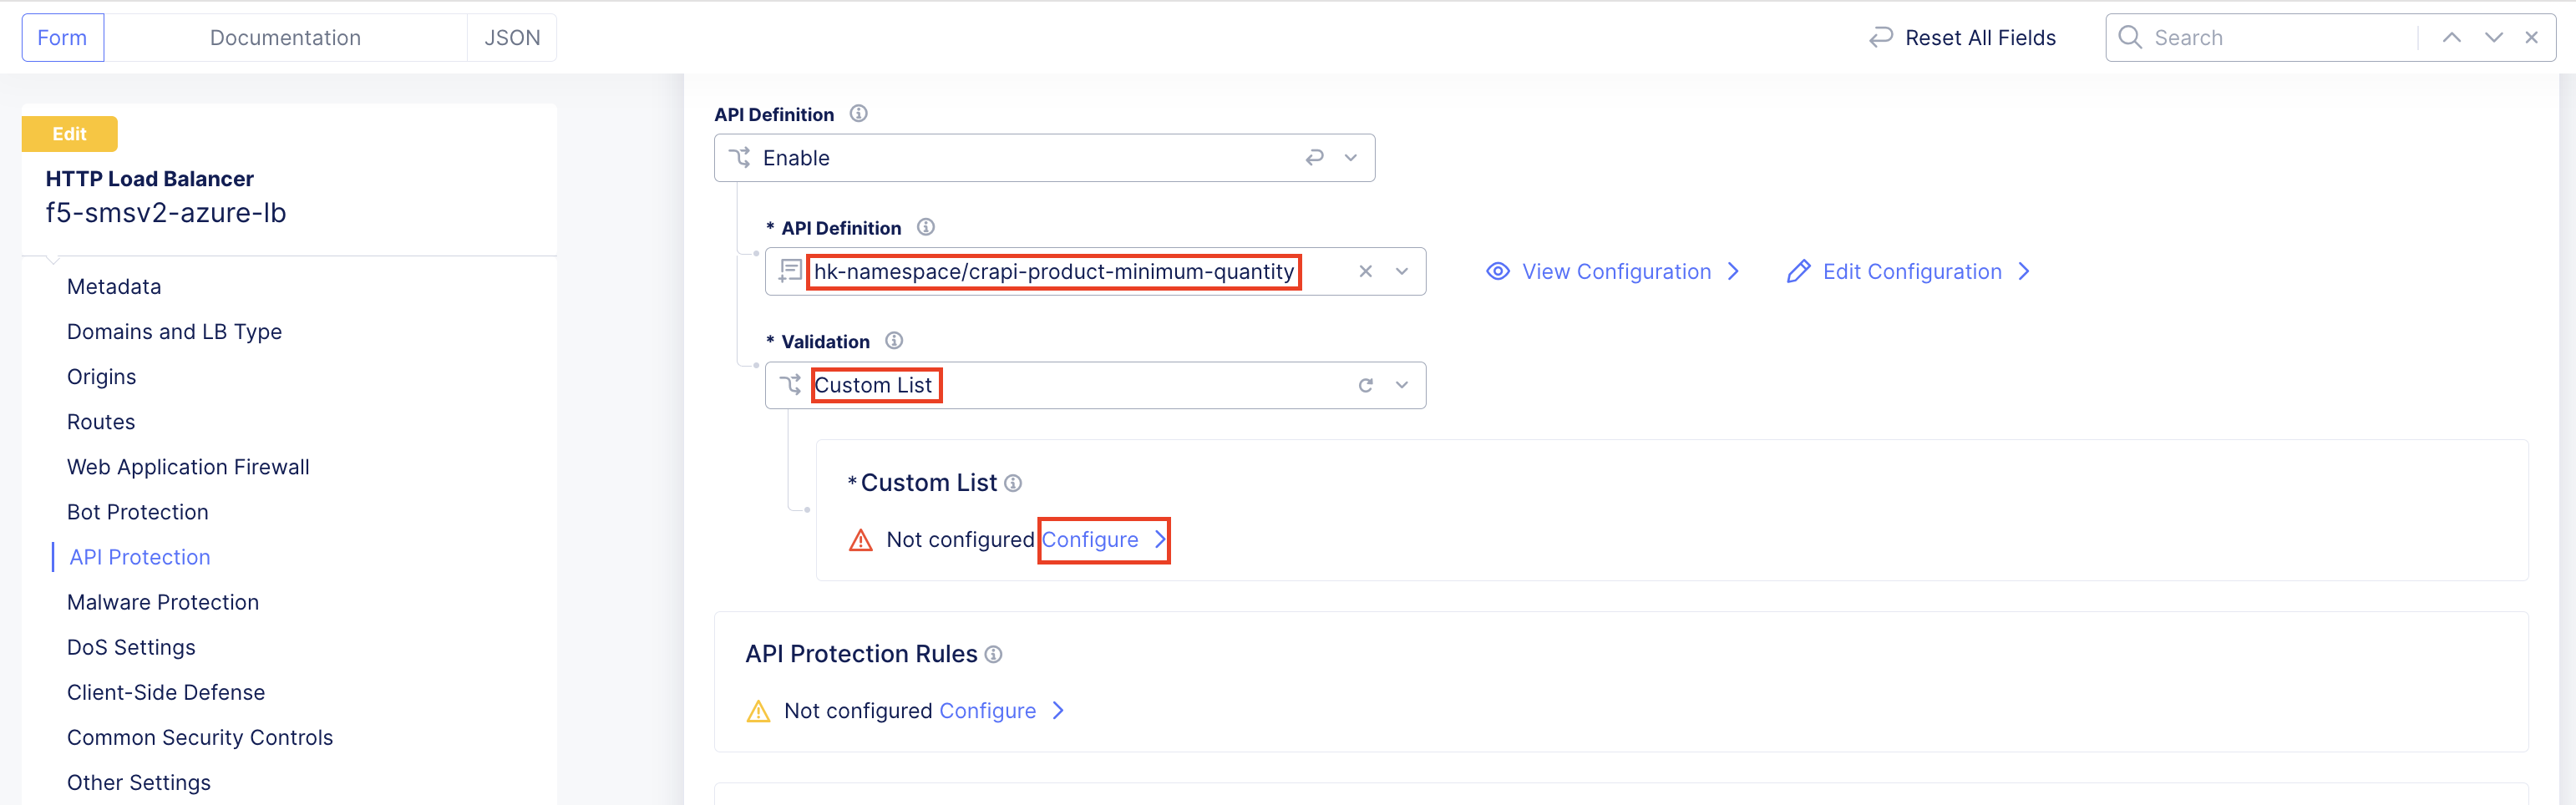 Form
Documentation
JSON
Reset All Fields
Search
Edit
HTTP Load Balancer
f5-smsv2-azure-lb
Metadata
Domains and LB Type
Origins
Routes
Web Application Firewall
Bot Protection
API Protection
Malware Protection
DoS Settings
Client-Side Defense
Common Security Controls
Other Settings
API Definition
Enable
* API Definition
hk-namespace/crapi-product-minimum-quantity
View Configuration
Edit Configuration
* Validation
Custom List
* Custom List
Not configured Configure
API Protection Rules
Not configured Configure